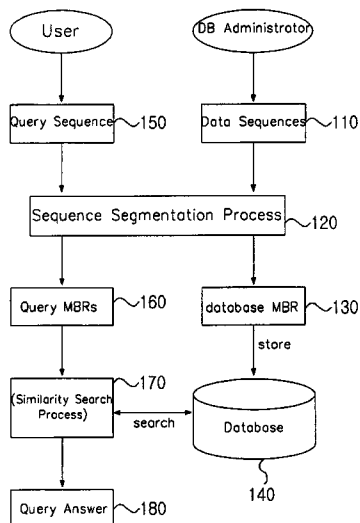 User
DB Administrator
Query Sequence
150
Data Sequences
110
Sequence Segmentation Process
120
Query MBRs
160
database MBR
130
store
170
(Similarity Search
Process)
search
Database
140
Query Answer
180